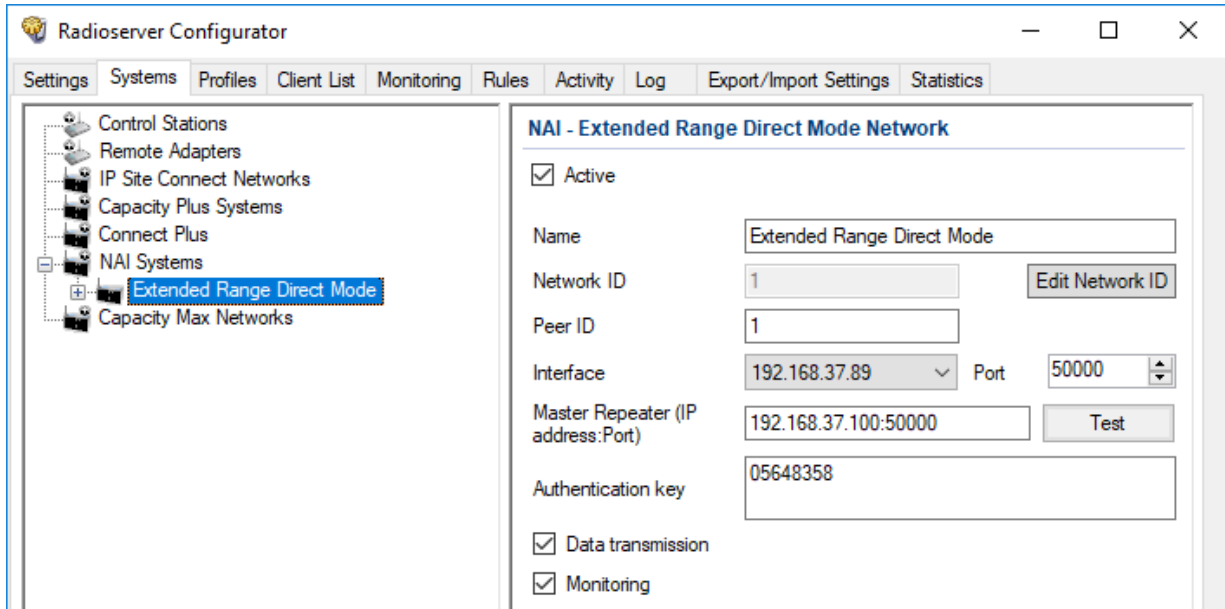 Radioserver Configurator
Settings Systems Profiles Client List Monitoring Rules Activity Log Export/Import Settings Statistics
Control Stations
Remote Adapters
IP Site Connect Networks
Capacity Plus Systems
Connect Plus
NAI Systems
Extended Range Direct Mode
Capacity Max Networks
NAI - Extended Range Direct Mode Network
Active
Name Extended Range Direct Mode
Network ID 1 Edit Network ID
Peer ID 1
Interface 192.168.37.89 Port 50000
Master Repeater (IP
address:Port) 192.168.37.100:50000 Test
Authentication key 05648358
Data transmission
Monitoring